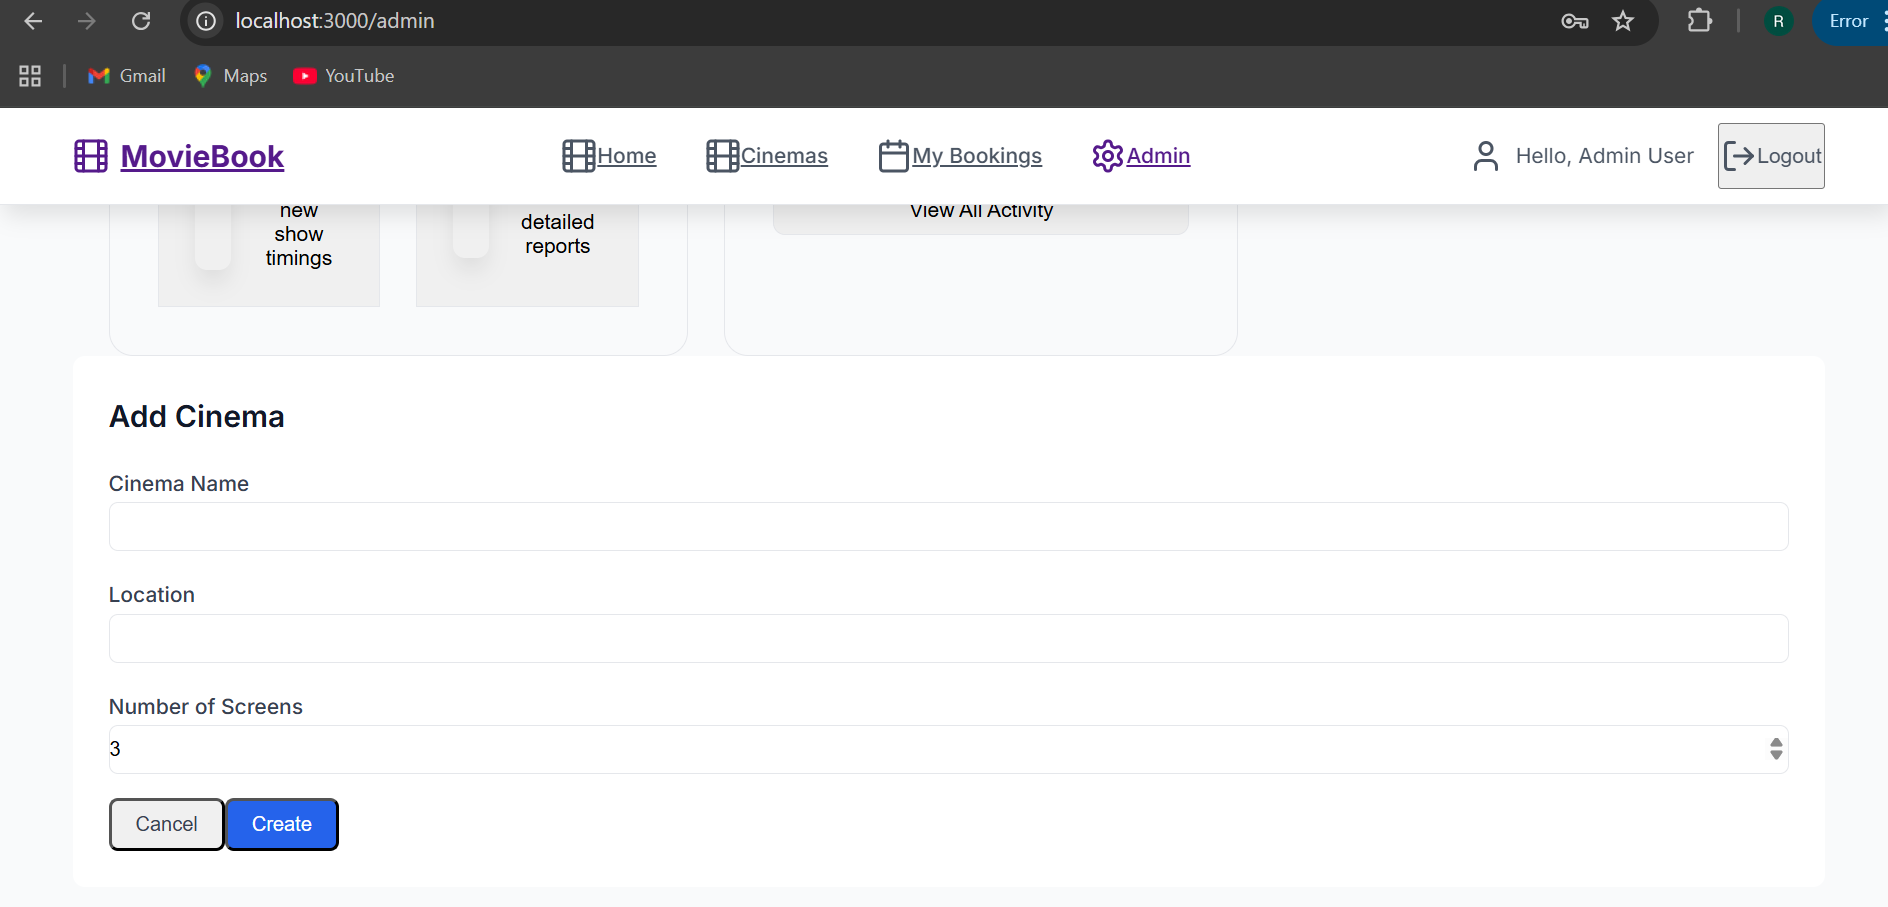 localhost:3000/admin
R
Error
Gmail
Maps
YouTube
MovieBook
Home
Cinemas
My Bookings
Admin
Hello, Admin User
Logout
new
show
timings
detailed
reports
View All Activity
Add Cinema
Cinema Name
Location
Number of Screens
3
Cancel
Create